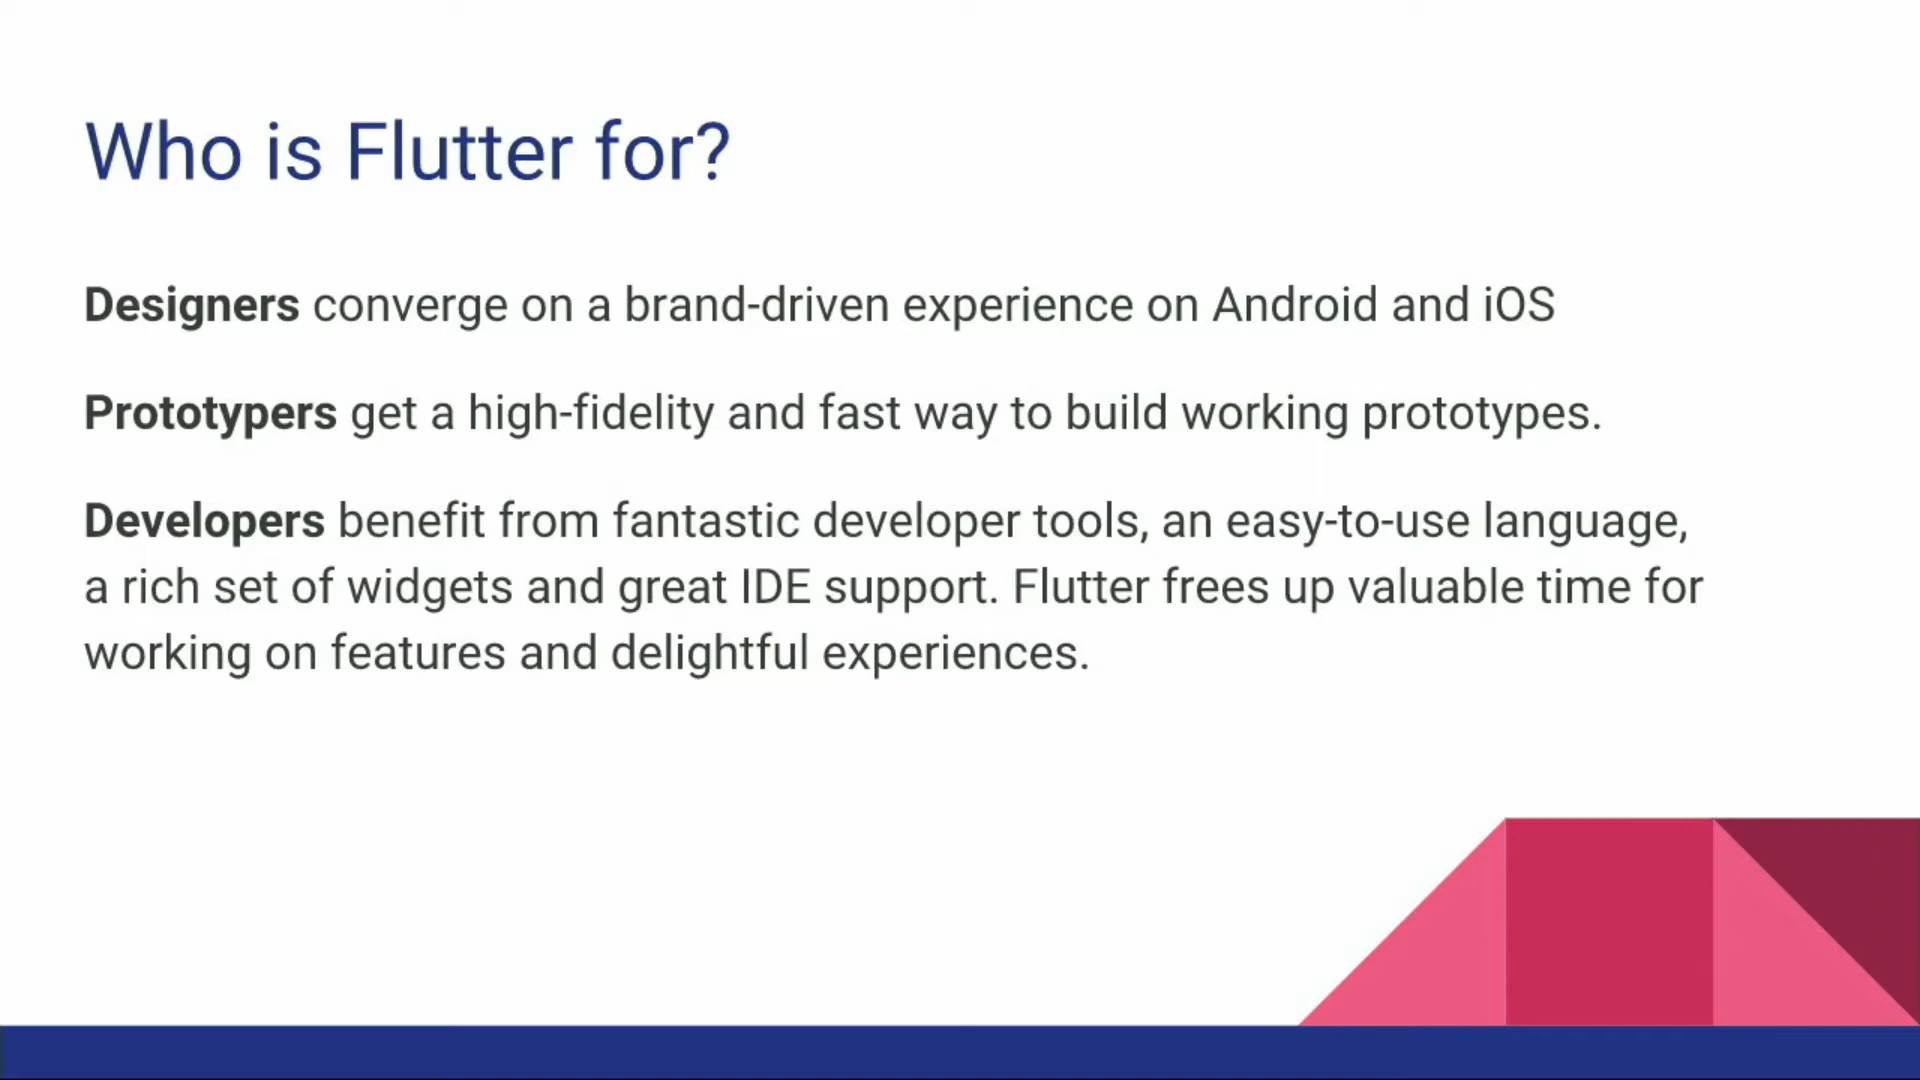 Who is Flutter for?
Designers converge on a brand-driven experience on Android and iOS
Prototypers get a high-fidelity and fast way to build working prototypes.
Developers benefit from fantastic developer tools, an easy-to-use language,
a rich set of widgets and great IDE support. Flutter frees up valuable time for
working on features and delightful experiences.